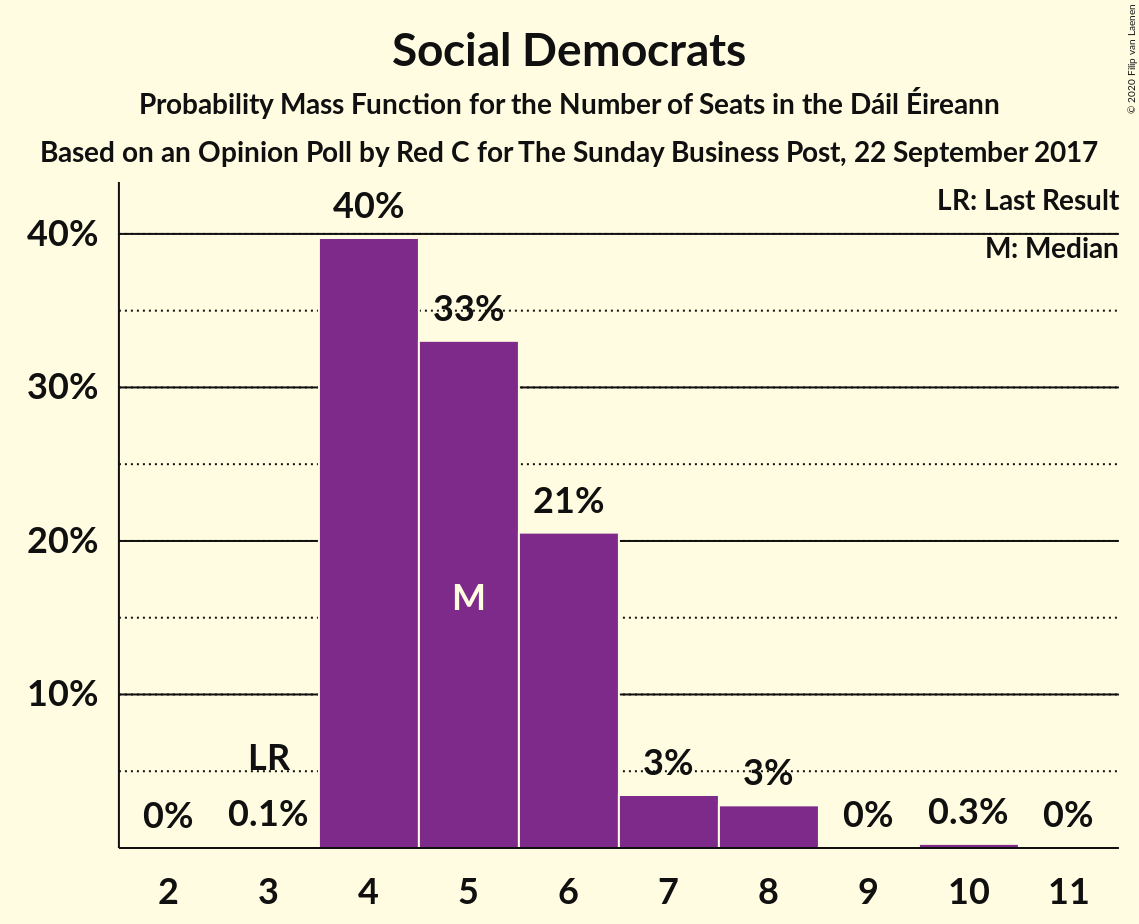 Social Democrats
Probability Mass Function for the Number of Seats in the Dáil Éireann
Based on an Opinion Poll by Red C for The Sunday Business Post, 22 September 2017
© 2020 Filip van Laenen
LR: Last Result
M: Median
40%
30%
20%
10%
0%
LR
0.1%
40%
33%
M
21%
3%
3%
0%
0.3%
0%
2 3 4 5 6 7 8 9 10 11